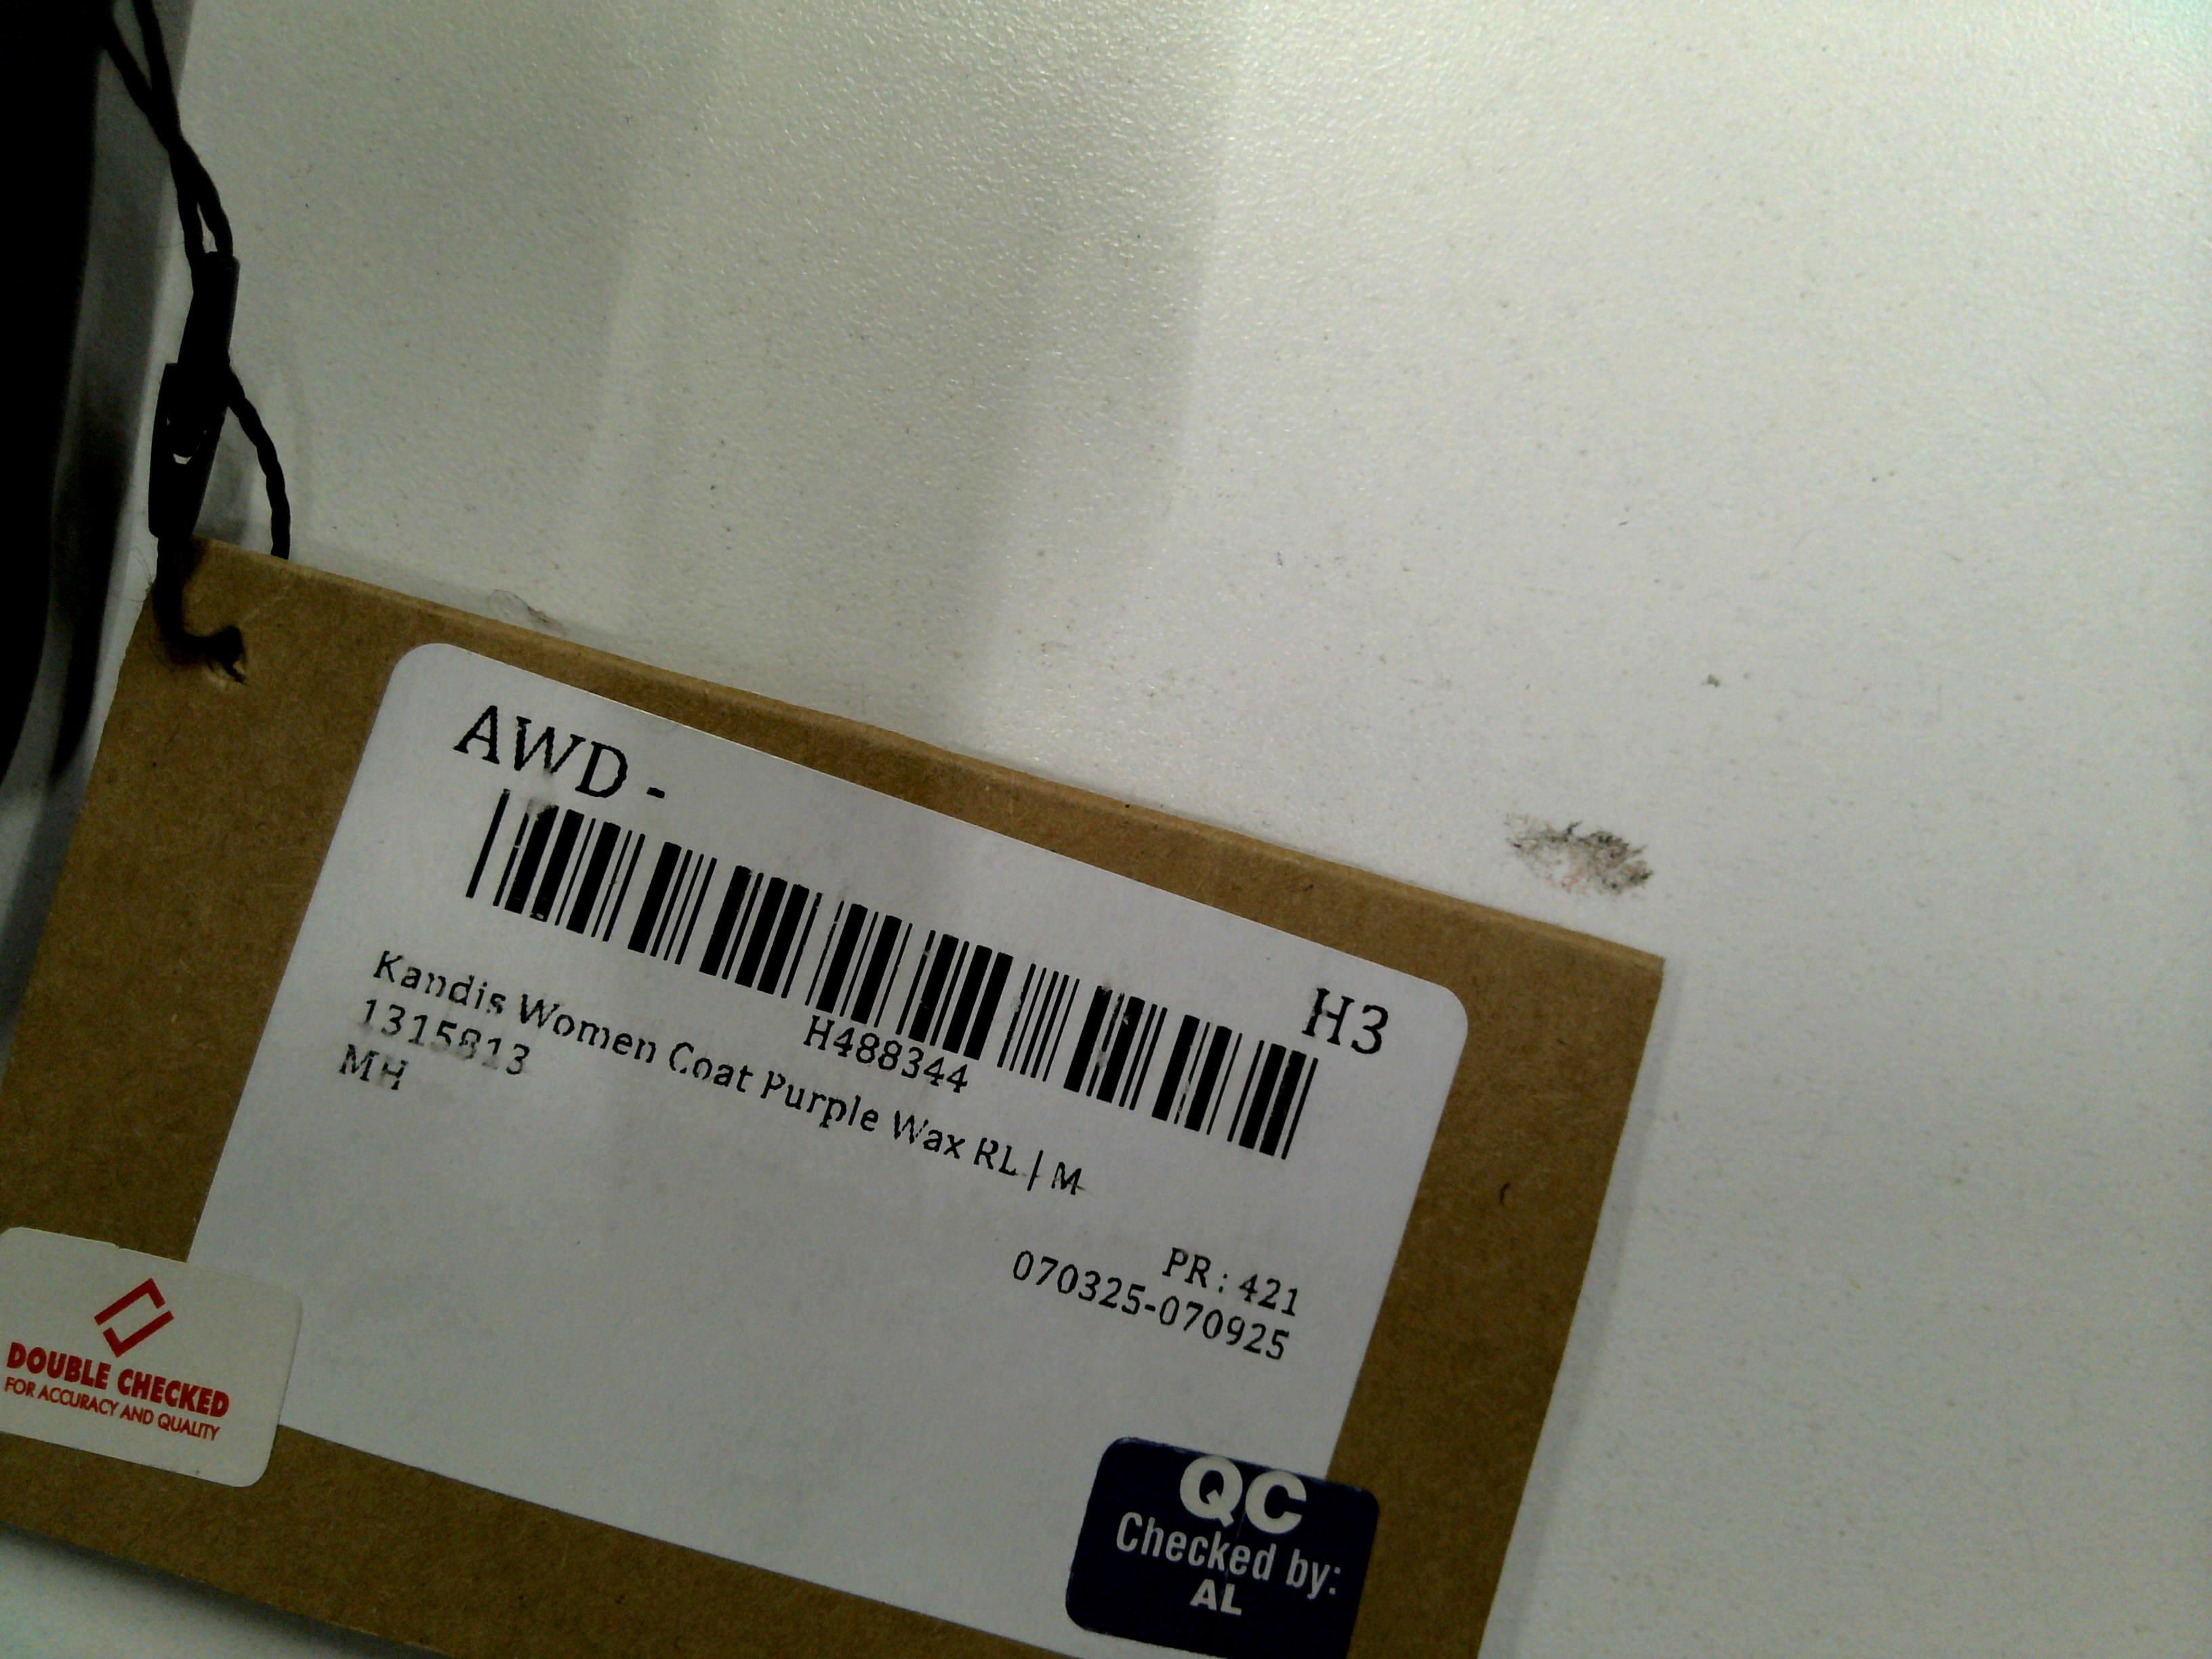 AWD -
H3
H488344
Kandis Women Coat Purple Wax RL | M
1315813
MH
PR : 421
070325-070925
DOUBLE CHECKED
FOR ACCURACY AND QUALITY
QC
Checked by:
AL